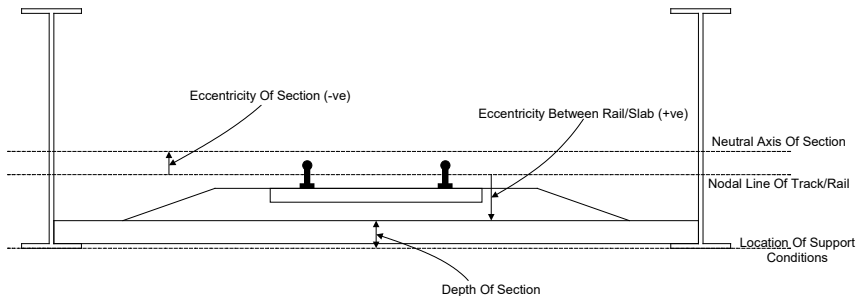 Eccentricity Of Section (-ve)
Eccentricity Between Rail/Slab (+ve)
Neutral Axis Of Section
Nodal Line Of Track/Rail
Location Of Support
Conditions
Depth Of Section